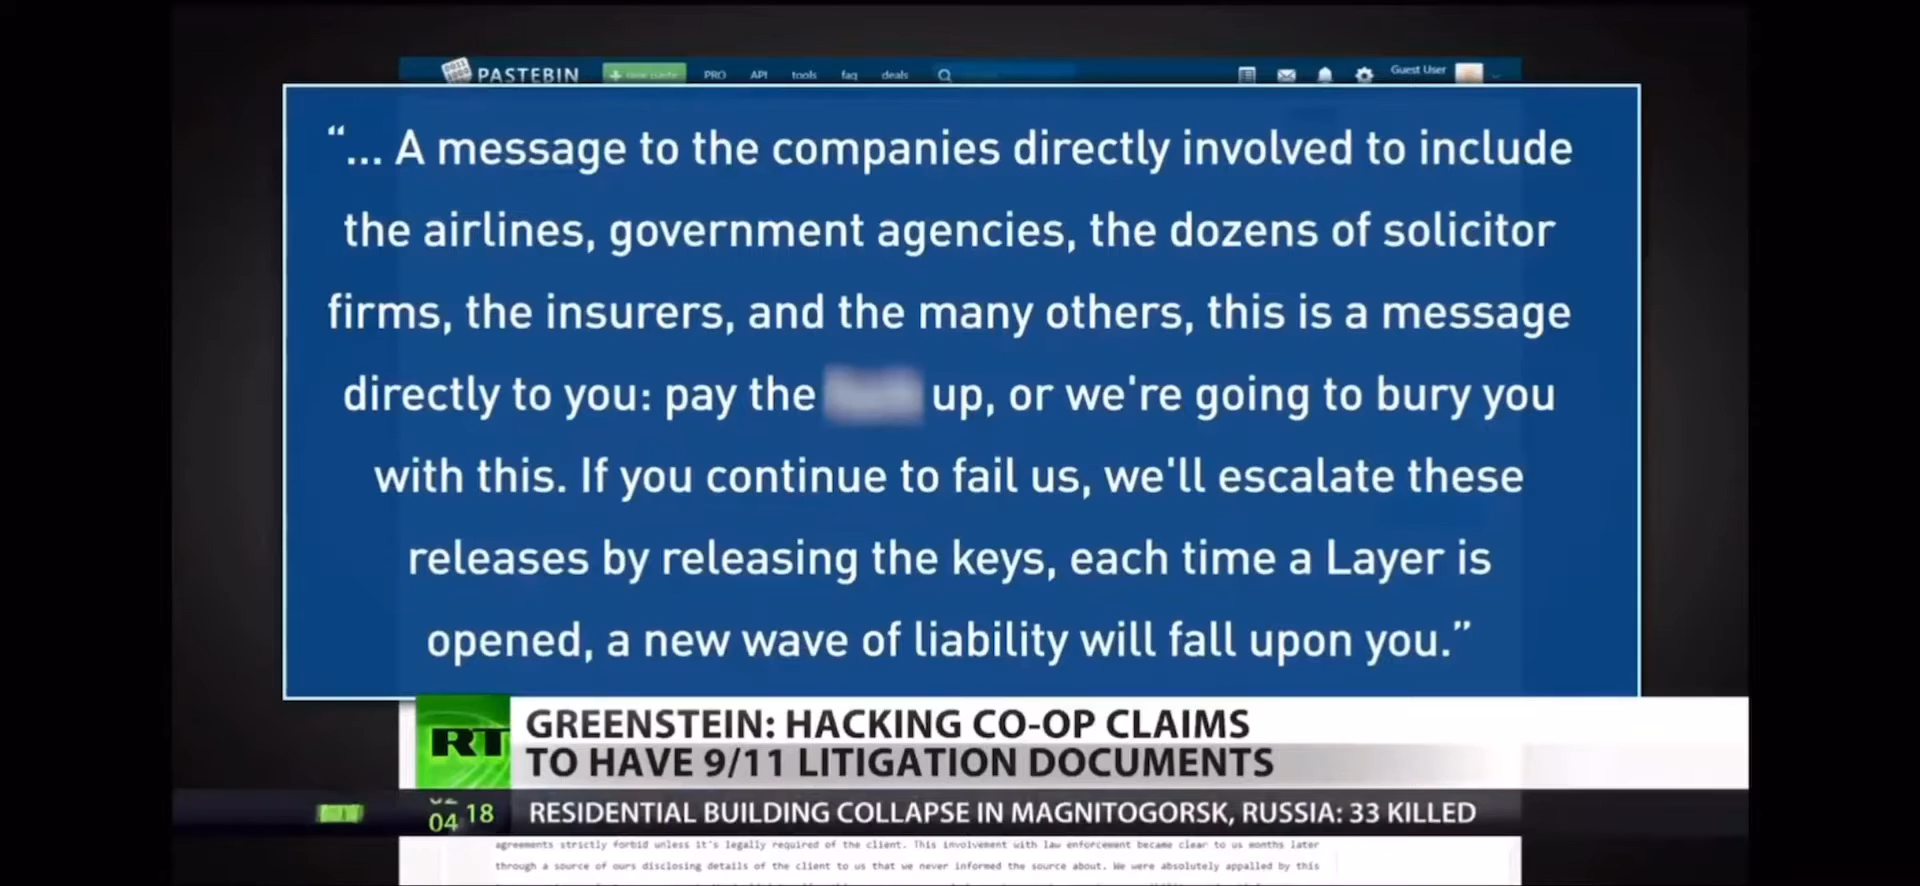 PASTEBIN
+ new paste PRO API tools faq deals Guest User
“... A message to the companies directly involved to include
the airlines, government agencies, the dozens of solicitor
firms, the insurers, and the many others, this is a message
directly to you: pay the up, or we're going to bury you
with this. If you continue to fail us, we'll escalate these
releases by releasing the keys, each time a Layer is
opened, a new wave of liability will fall upon you.”
RT
GREENSTEIN: HACKING CO-OP CLAIMS
TO HAVE 9/11 LITIGATION DOCUMENTS
04 18 RESIDENTIAL BUILDING COLLAPSE IN MAGNITOGORSK, RUSSIA: 33 KILLED
agreements strictly forbid unless it's legally required of the client. This involvement with law enforcement became clear to us months later
through a source of ours disclosing details of the client to us that we never informed the source about. We were absolutely appalled by this